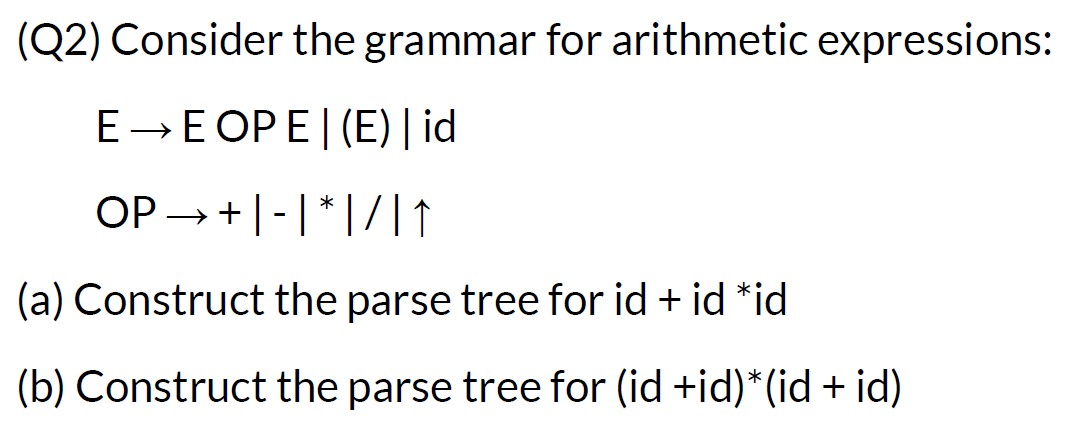 (Q2) Consider the grammar for arithmetic expressions:
E → E OP E | (E) | id
OP → + | - | * | / | ↑
(a) Construct the parse tree for id + id *id
(b) Construct the parse tree for (id +id)*(id + id)